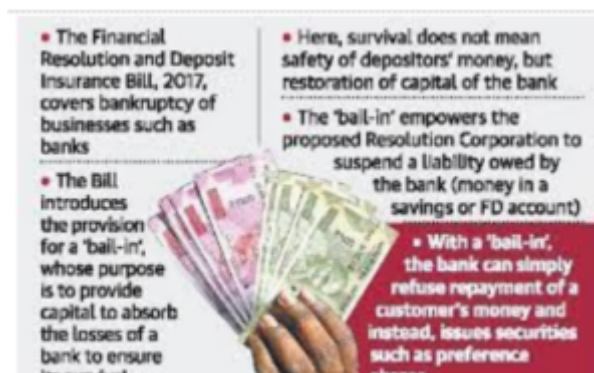 • The Financial
Resolution and Deposit
Insurance Bill, 2017,
covers bankruptcy of
businesses such as
banks
• The Bill
introduces
the provision
for a 'bail-in',
whose purpose
is to provide
capital to absorb
the losses of a
bank to ensure
• Here, survival does not mean
safety of depositors' money, but
restoration of capital of the bank
• The 'bail-in' empowers the
proposed Resolution Corporation to
suspend a liability owed by
the bank (money in a
savings or FD account)
• With a 'bail-in',
the bank can simply
refuse repayment of a
customer's money and
instead, issues securities
such as preference